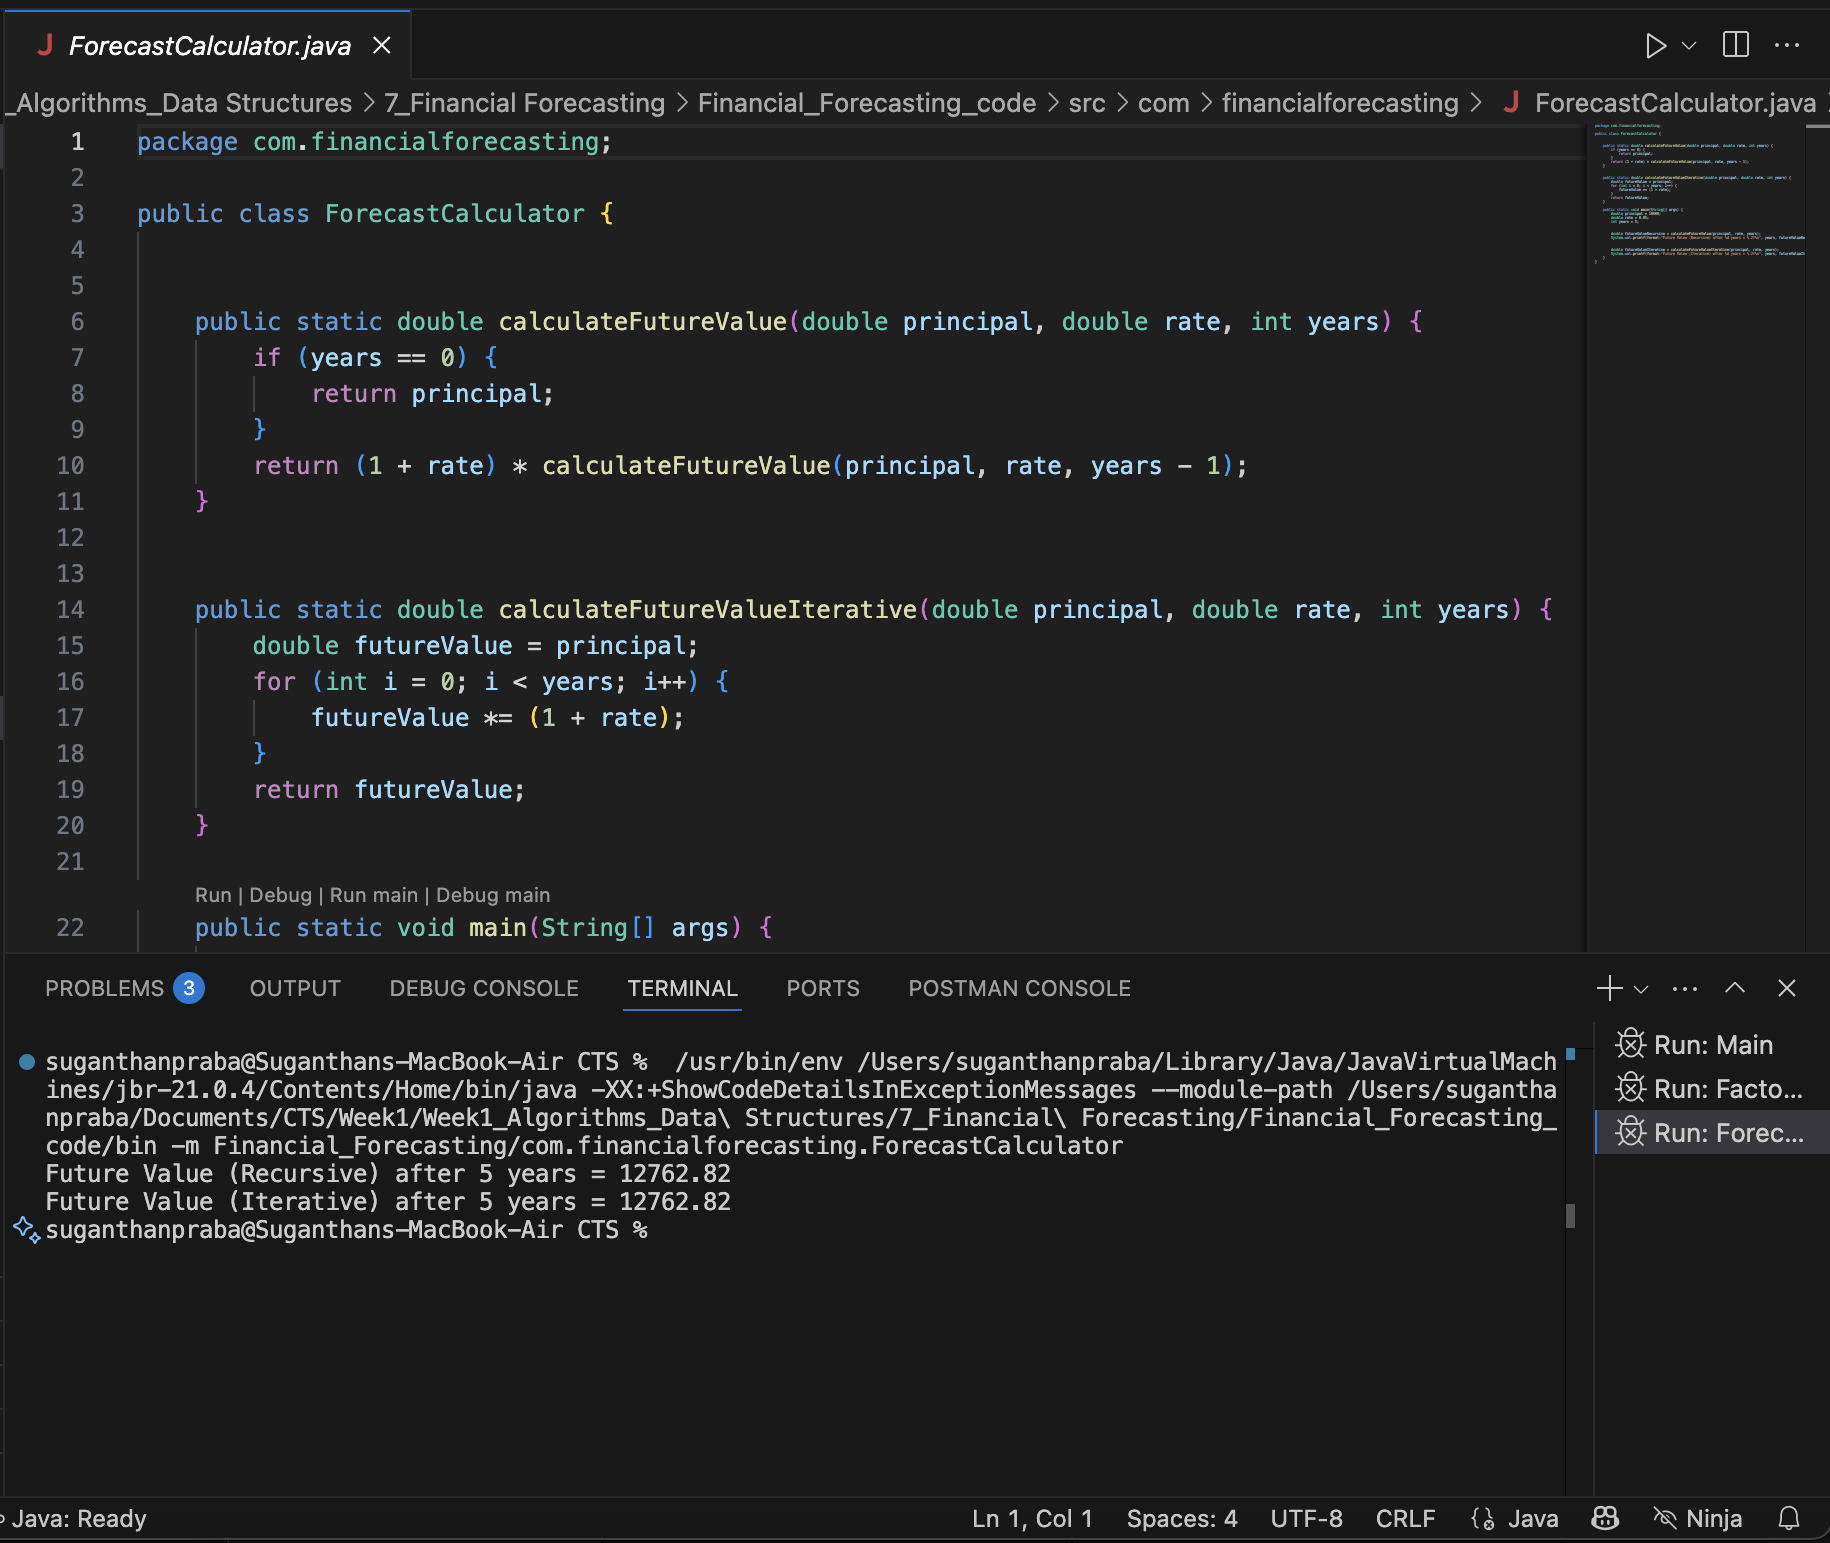 ForecastCalculator.java
_Algorithms_Data Structures > 7_Financial Forecasting > Financial_Forecasting_code > src > com > financialforecasting > ForecastCalculator.java
1 package com.financialforecasting;
2
3 public class ForecastCalculator {
4
5
6 public static double calculateFutureValue(double principal, double rate, int years) {
7 if (years == 0) {
8 return principal;
9 }
10 return (1 + rate) * calculateFutureValue(principal, rate, years - 1);
11 }
12
13
14 public static double calculateFutureValueIterative(double principal, double rate, int years) {
15 double futureValue = principal;
16 for (int i = 0; i < years; i++) {
17 futureValue *= (1 + rate);
18 }
19 return futureValue;
20 }
21
Run | Debug | Run main | Debug main
22 public static void main(String[] args) {
PROBLEMS 3 OUTPUT DEBUG CONSOLE TERMINAL PORTS POSTMAN CONSOLE
suganthanpraba@Suganthans-MacBook-Air CTS % /usr/bin/env /Users/suganthanpraba/Library/Java/JavaVirtualMach
ines/jbr-21.0.4/Contents/Home/bin/java -XX:+ShowCodeDetailsInExceptionMessages --module-path /Users/sugantha
npraba/Documents/CTS/Week1/Week1_Algorithms_Data\ Structures/7_Financial\ Forecasting/Financial_Forecasting_
code/bin -m Financial_Forecasting/com.financialforecasting.ForecastCalculator
Future Value (Recursive) after 5 years = 12762.82
Future Value (Iterative) after 5 years = 12762.82
suganthanpraba@Suganthans-MacBook-Air CTS %
Run: Main
Run: Facto...
Run: Forec...
Java: Ready
Ln 1, Col 1 Spaces: 4 UTF-8 CRLF Java Ninja